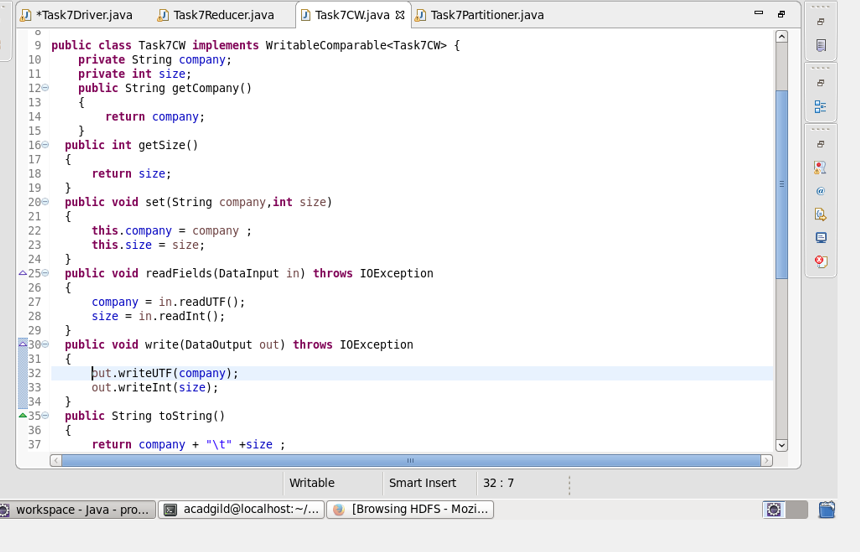 *Task7Driver.java Task7Reducer.java Task7CW.java Task7Partitioner.java
8
9 public class Task7CW implements WritableComparable<Task7CW> {
10 private String company;
11 private int size;
12 public String getCompany()
13 {
14 return company;
15 }
16 public int getSize()
17 {
18 return size;
19 }
20 public void set(String company,int size)
21 {
22 this.company = company ;
23 this.size = size;
24 }
25 public void readFields(DataInput in) throws IOException
26 {
27 company = in.readUTF();
28 size = in.readInt();
29 }
30 public void write(DataOutput out) throws IOException
31 {
32 out.writeUTF(company);
33 out.writeInt(size);
34 }
35 public String toString()
36 {
37 return company + "\t" +size ;
Writable Smart Insert 32 : 7
workspace - Java - pro... acadgild@localhost:~/... [Browsing HDFS - Mozi...